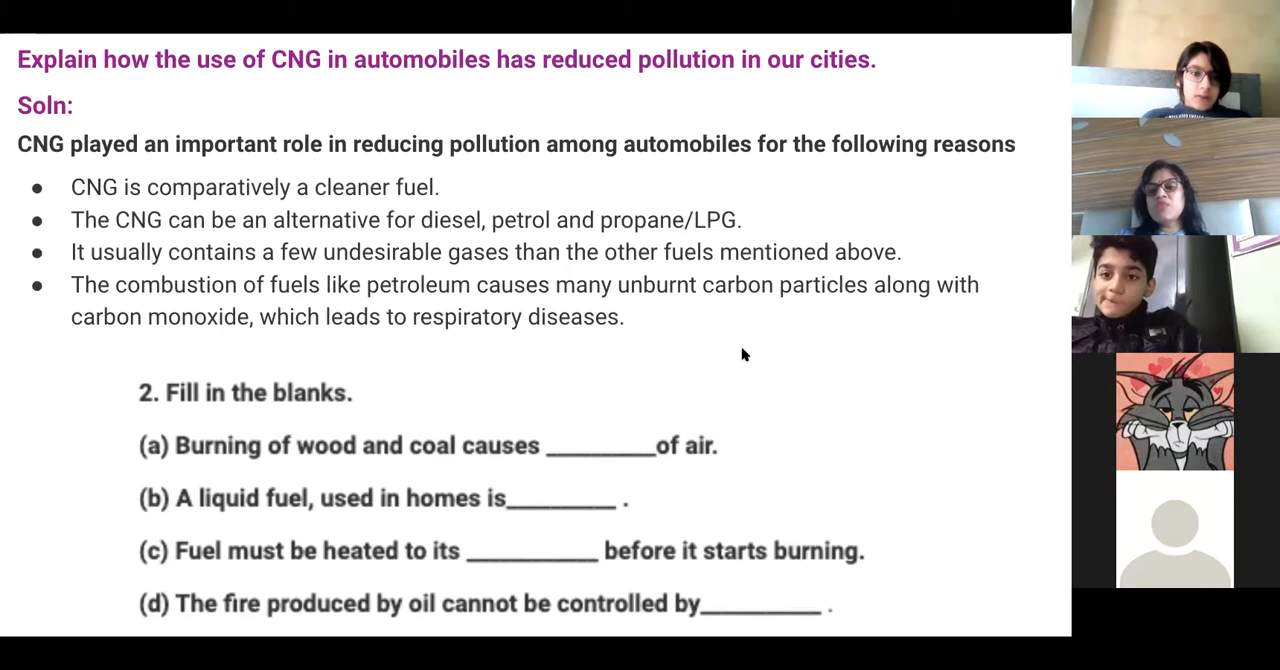 Explain how the use of CNG in automobiles has reduced pollution in our cities.
Soln:
CNG played an important role in reducing pollution among automobiles for the following reasons
● CNG is comparatively a cleaner fuel.
● The CNG can be an alternative for diesel, petrol and propane/LPG.
● It usually contains a few undesirable gases than the other fuels mentioned above.
● The combustion of fuels like petroleum causes many unburnt carbon particles along with
carbon monoxide, which leads to respiratory diseases.
2. Fill in the blanks.
(a) Burning of wood and coal causes _________of air.
(b) A liquid fuel, used in homes is_________ .
(c) Fuel must be heated to its ___________ before it starts burning.
(d) The fire produced by oil cannot be controlled by__________ .